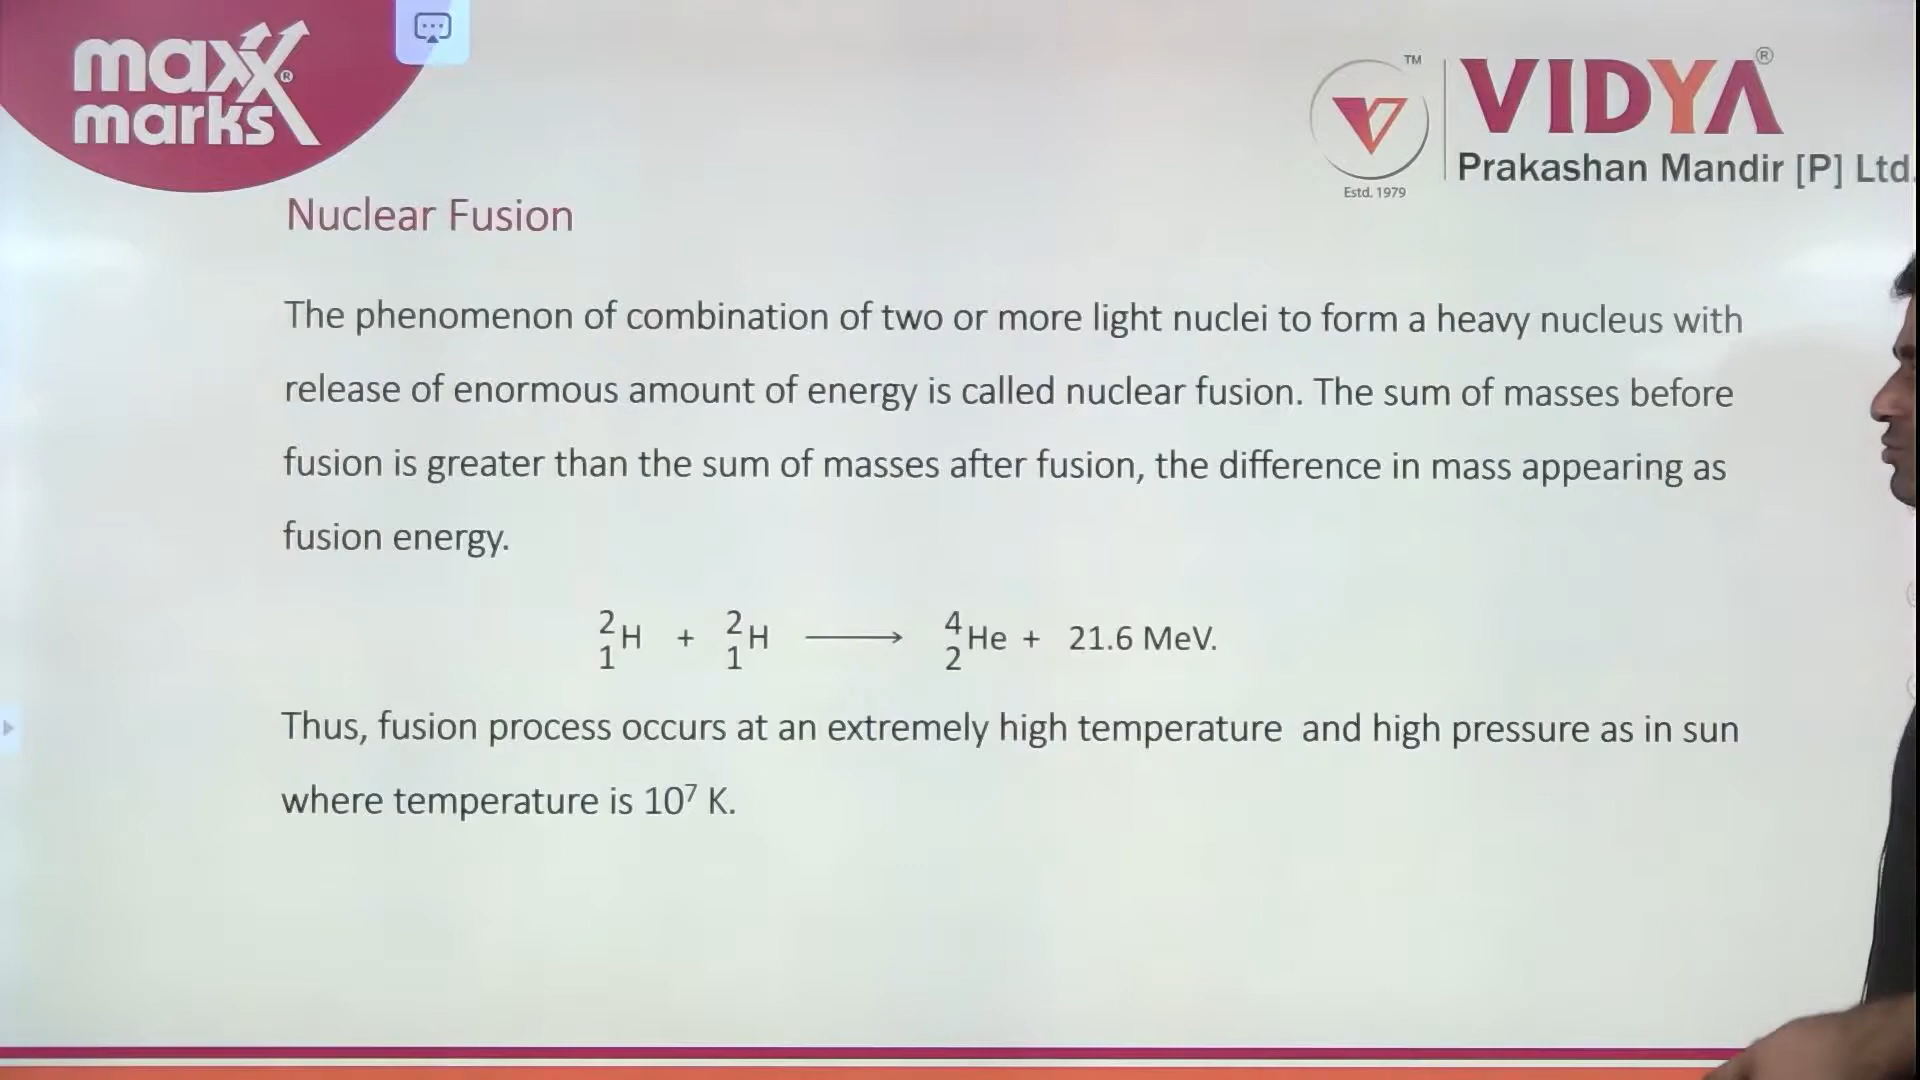 maxx
marks®
TM
VIDYA®
Prakashan Mandir [P] Ltd.
Estd. 1979
Nuclear Fusion
The phenomenon of combination of two or more light nuclei to form a heavy nucleus with
release of enormous amount of energy is called nuclear fusion. The sum of masses before
fusion is greater than the sum of masses after fusion, the difference in mass appearing as
fusion energy.
²₁H + ²₁H ⟶ ⁴₂He + 21.6 MeV.
Thus, fusion process occurs at an extremely high temperature and high pressure as in sun
where temperature is 10⁷ K.